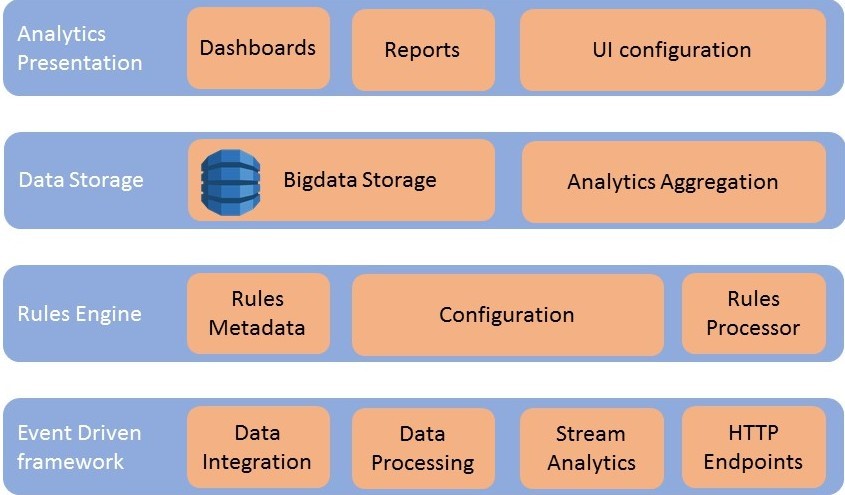 Analytics
Presentation
Dashboards
Reports
UI configuration
Data Storage
Bigdata Storage
Analytics Aggregation
Rules Engine
Rules
Metadata
Configuration
Rules
Processor
Event Driven
framework
Data
Integration
Data
Processing
Stream
Analytics
HTTP
Endpoints